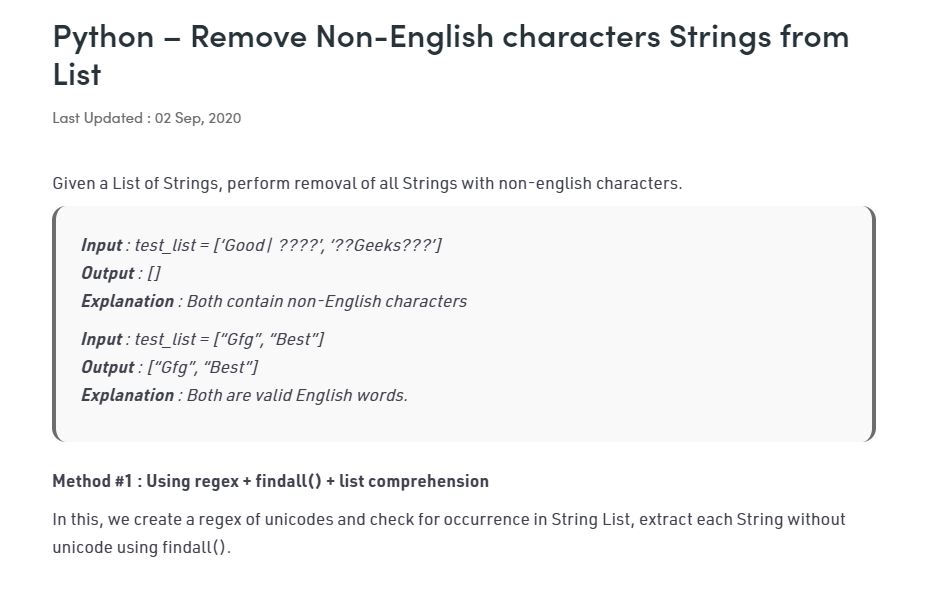 Python – Remove Non-English characters Strings from
List
Last Updated : 02 Sep, 2020
Given a List of Strings, perform removal of all Strings with non-english characters.
Input : test_list = [‘Good| ????’, ‘??Geeks???’]
Output : []
Explanation : Both contain non-English characters
Input : test_list = [“Gfg”, “Best”]
Output : [“Gfg”, “Best”]
Explanation : Both are valid English words.
Method #1 : Using regex + findall() + list comprehension
In this, we create a regex of unicodes and check for occurrence in String List, extract each String without
unicode using findall().